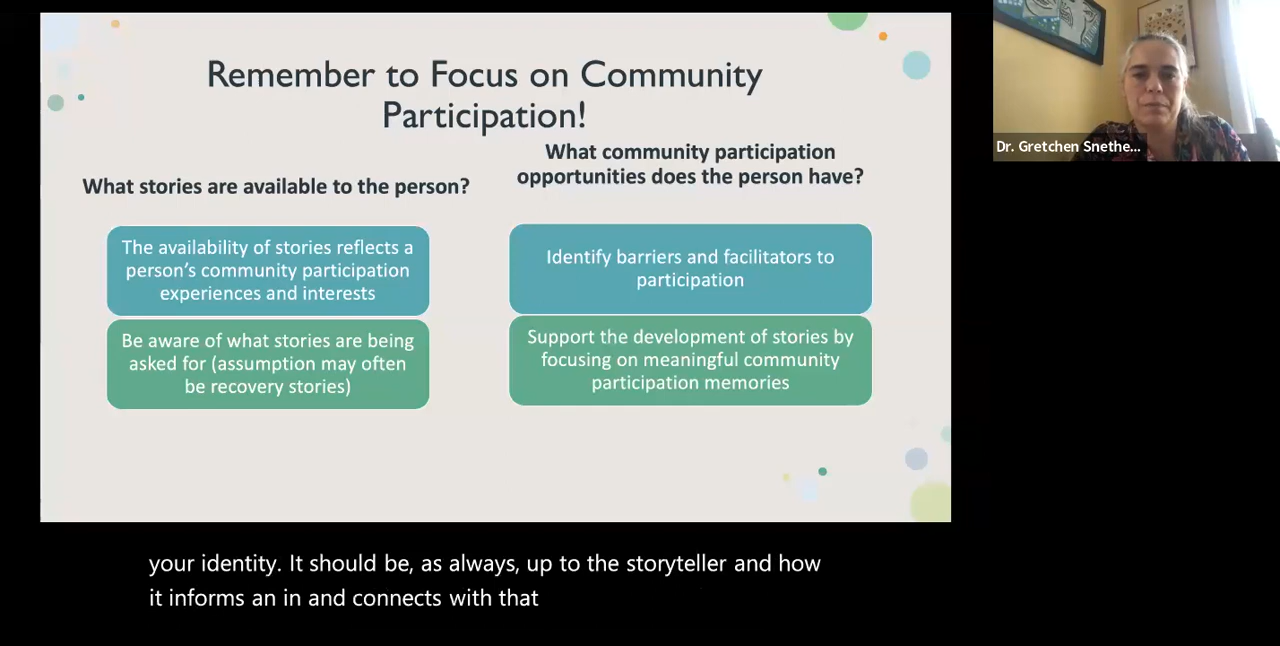 Remember to Focus on Community
Participation!
What stories are available to the person?
The availability of stories reflects a
person's community participation
experiences and interests
Be aware of what stories are being
asked for (assumption may often
be recovery stories)
What community participation
opportunities does the person have?
Identify barriers and facilitators to
participation
Support the development of stories by
focusing on meaningful community
participation memories
Dr. Gretchen Snethe...
your identity. It should be, as always, up to the storyteller and how
it informs an in and connects with that